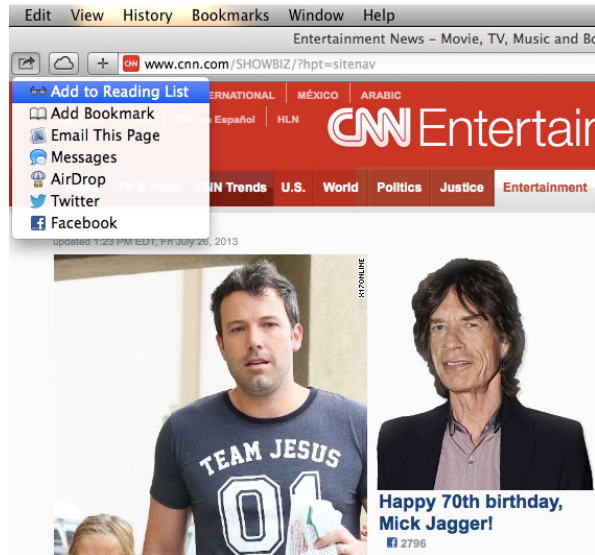 Edit View History Bookmarks Window Help
Entertainment News – Movie, TV, Music and Bo
www.cnn.com/SHOWBIZ/?hpt=sitenav
Add to Reading List
Add Bookmark
Email This Page
Messages
AirDrop
Twitter
Facebook
ERNATIONAL MÉXICO ARABIC
Español HLN
CNN Entertain
TV & Video CNN Trends U.S. World Politics Justice Entertainment
updated 1:23 PM EDT, Fri July 26, 2013
X17ONLINE
TEAM JESUS
01
Happy 70th birthday,
Mick Jagger!
2796